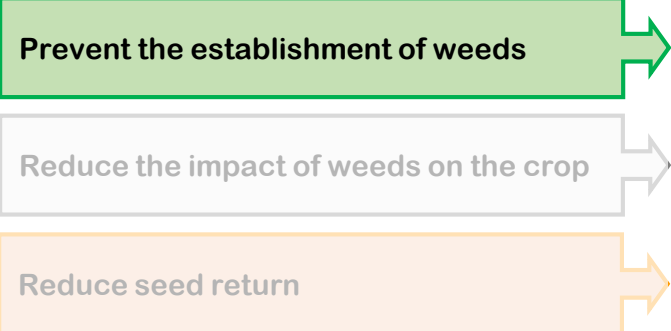 Prevent the establishment of weeds
Reduce the impact of weeds on the crop
Reduce seed return